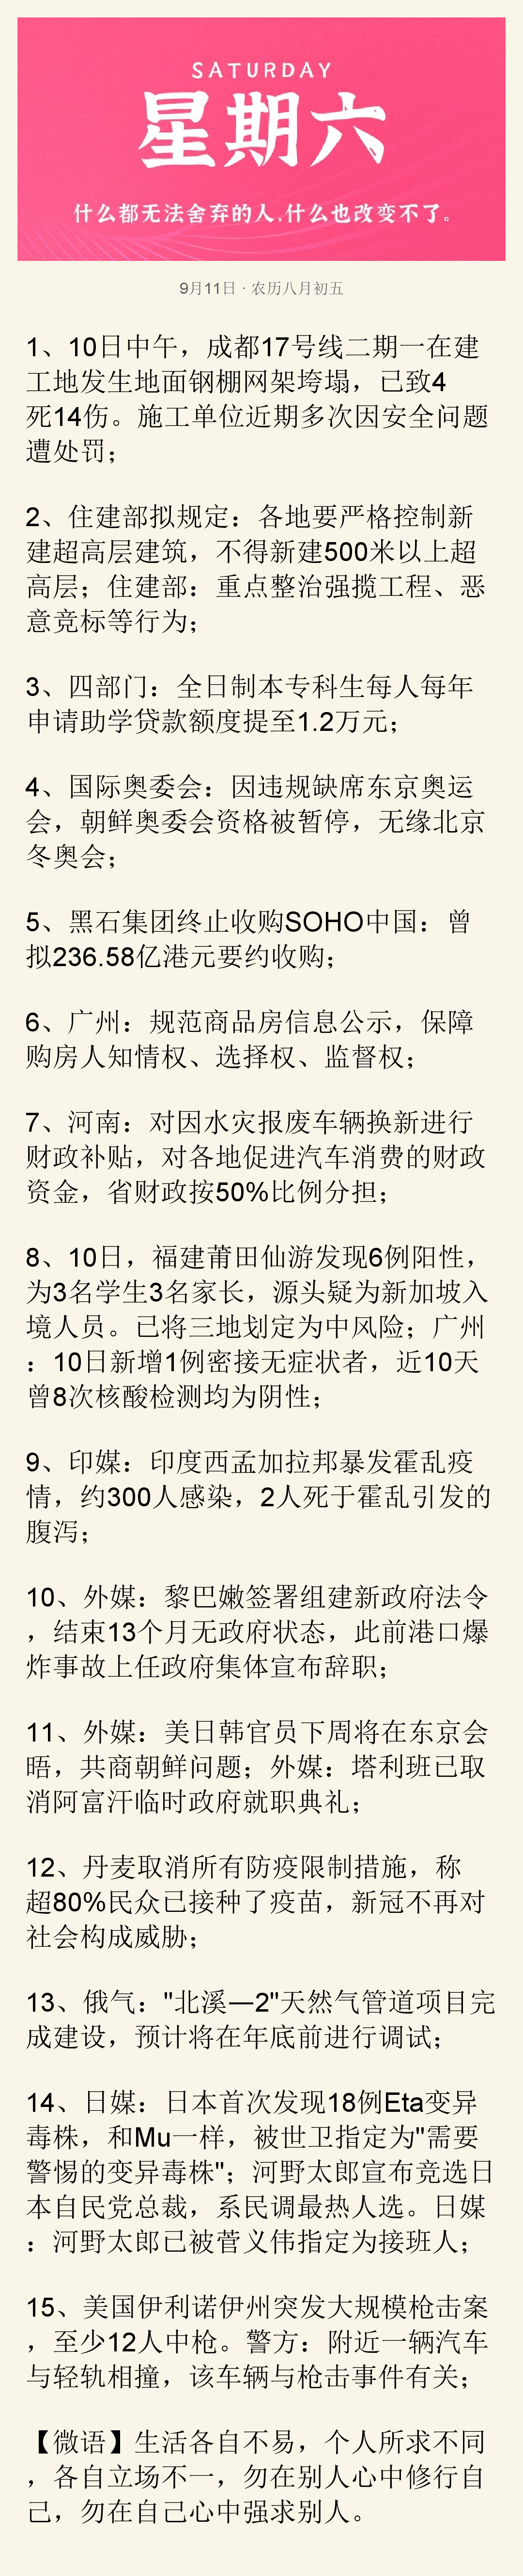 SATURDAY
星期六
什么都无法舍弃的人,什么也改变不了。
9月11日 · 农历八月初五
1、10日中午，成都17号线二期一在建
工地发生地面钢棚网架垮塌，已致4
死14伤。施工单位近期多次因安全问题
遭处罚；
2、住建部拟规定：各地要严格控制新
建超高层建筑，不得新建500米以上超
高层；住建部：重点整治强揽工程、恶
意竞标等行为；
3、四部门：全日制本专科生每人每年
申请助学贷款额度提至1.2万元；
4、国际奥委会：因违规缺席东京奥运
会，朝鲜奥委会资格被暂停，无缘北京
冬奥会；
5、黑石集团终止收购SOHO中国：曾
拟236.58亿港元要约收购；
6、广州：规范商品房信息公示，保障
购房人知情权、选择权、监督权；
7、河南：对因水灾报废车辆换新进行
财政补贴，对各地促进汽车消费的财政
资金，省财政按50%比例分担；
8、10日，福建莆田仙游发现6例阳性，
为3名学生3名家长，源头疑为新加坡入
境人员。已将三地划定为中风险；广州
：10日新增1例密接无症状者，近10天
曾8次核酸检测均为阴性；
9、印媒：印度西孟加拉邦暴发霍乱疫
情，约300人感染，2人死于霍乱引发的
腹泻；
10、外媒：黎巴嫩签署组建新政府法令
，结束13个月无政府状态，此前港口爆
炸事故上任政府集体宣布辞职；
11、外媒：美日韩官员下周将在东京会
晤，共商朝鲜问题；外媒：塔利班已取
消阿富汗临时政府就职典礼；
12、丹麦取消所有防疫限制措施，称
超80%民众已接种了疫苗，新冠不再对
社会构成威胁；
13、俄气："北溪—2"天然气管道项目完
成建设，预计将在年底前进行调试；
14、日媒：日本首次发现18例Eta变异
毒株，和Mu一样，被世卫指定为"需要
警惕的变异毒株"；河野太郎宣布竞选日
本自民党总裁，系民调最热人选。日媒
：河野太郎已被菅义伟指定为接班人；
15、美国伊利诺伊州突发大规模枪击案
，至少12人中枪。警方：附近一辆汽车
与轻轨相撞，该车辆与枪击事件有关；
【微语】生活各自不易，个人所求不同
，各自立场不一，勿在别人心中修行自
己，勿在自己心中强求别人。